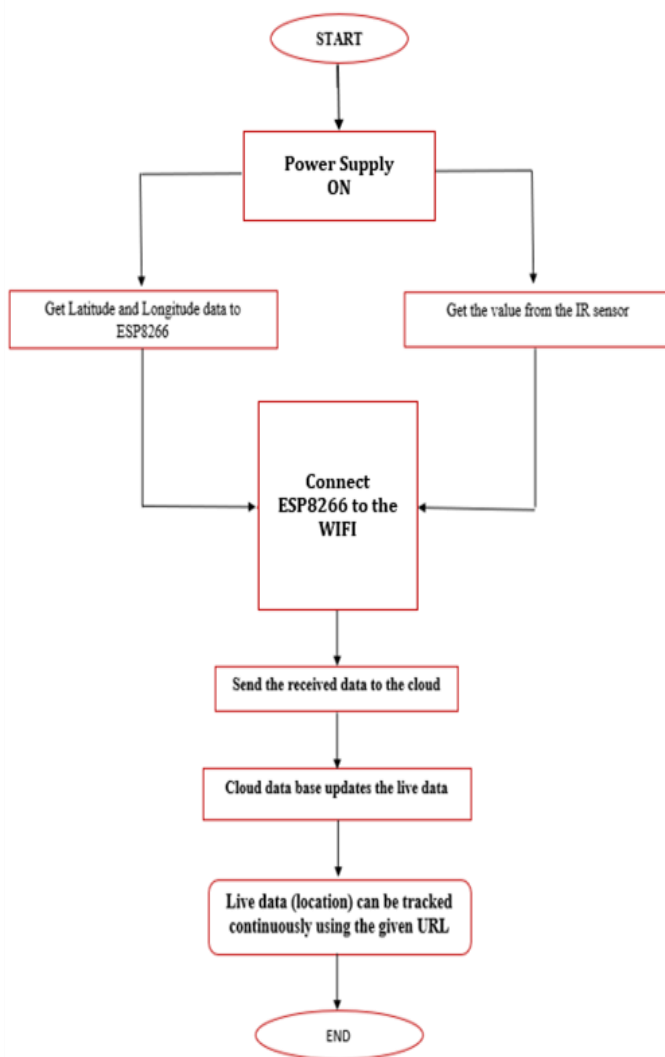 START
Power Supply
ON
Get Latitude and Longitude data to
ESP8266
Get the value from the IR sensor
Connect
ESP8266 to the
WIFI
Send the received data to the cloud
Cloud data base updates the live data
Live data (location) can be tracked
continuously using the given URL
END